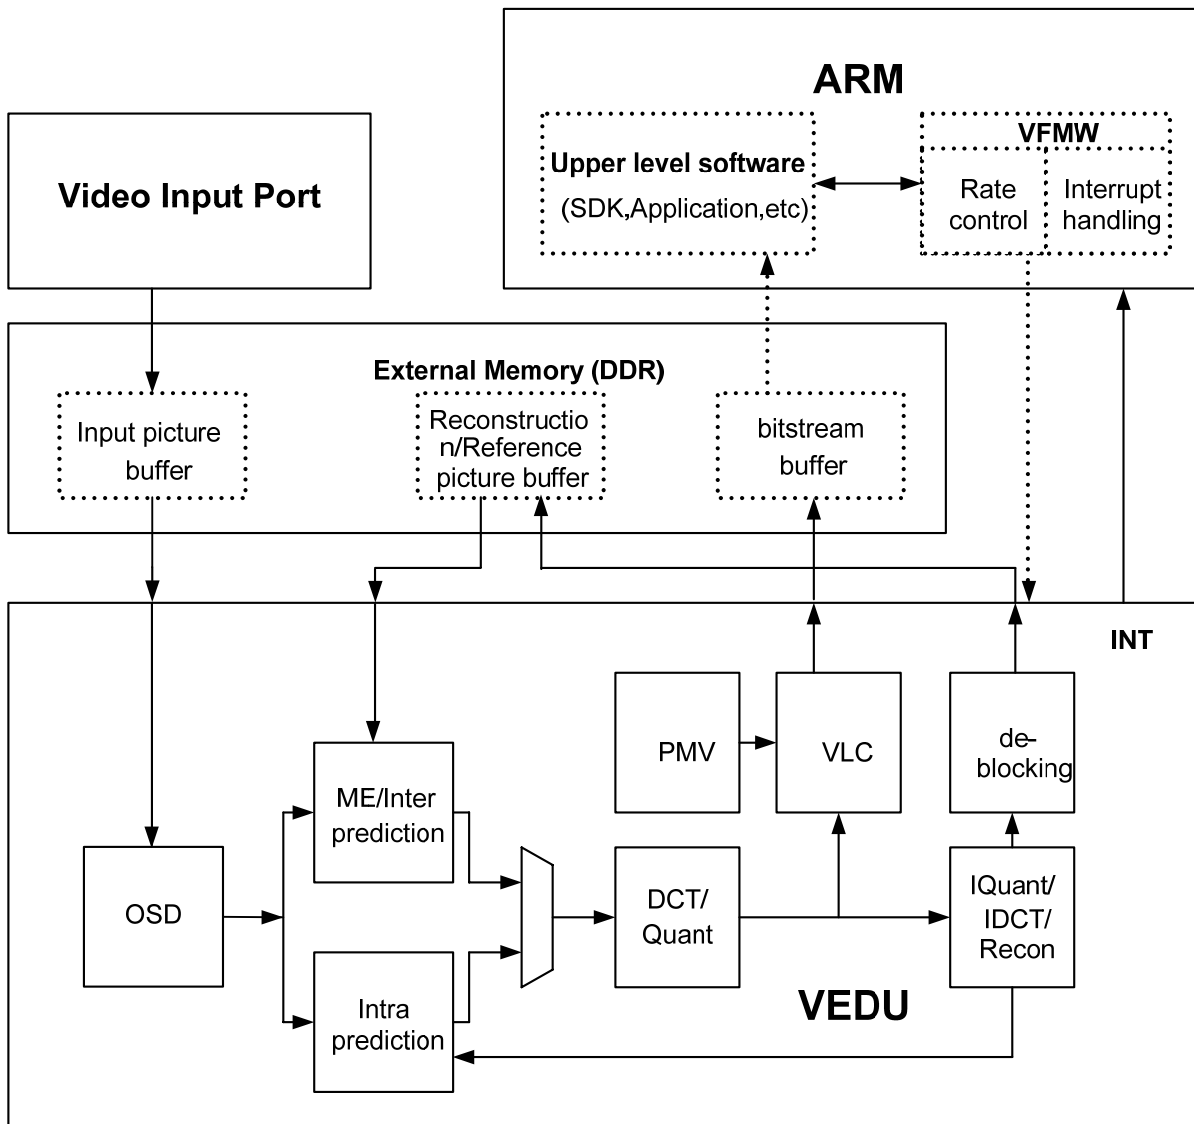 ARM
Video Input Port
Upper level software
(SDK,Application,etc)
VFMW
Rate
control
Interrupt
handling
External Memory (DDR)
Input picture
buffer
Reconstructio
n/Reference
picture buffer
bitstream
buffer
INT
PMV
VLC
de-
blocking
ME/Inter
prediction
OSD
DCT/
Quant
IQuant/
IDCT/
Recon
Intra
prediction
VEDU